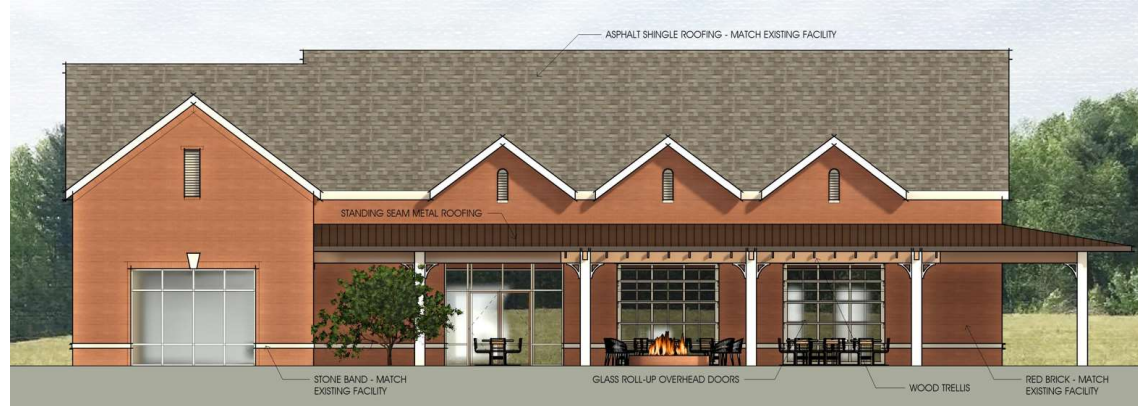 ASPHALT SHINGLE ROOFING - MATCH EXISTING FACILITY
STANDING SEAM METAL ROOFING
STONE BAND - MATCH
EXISTING FACILITY
GLASS ROLL-UP OVERHEAD DOORS
WOOD TRELLIS
RED BRICK - MATCH
EXISTING FACILITY